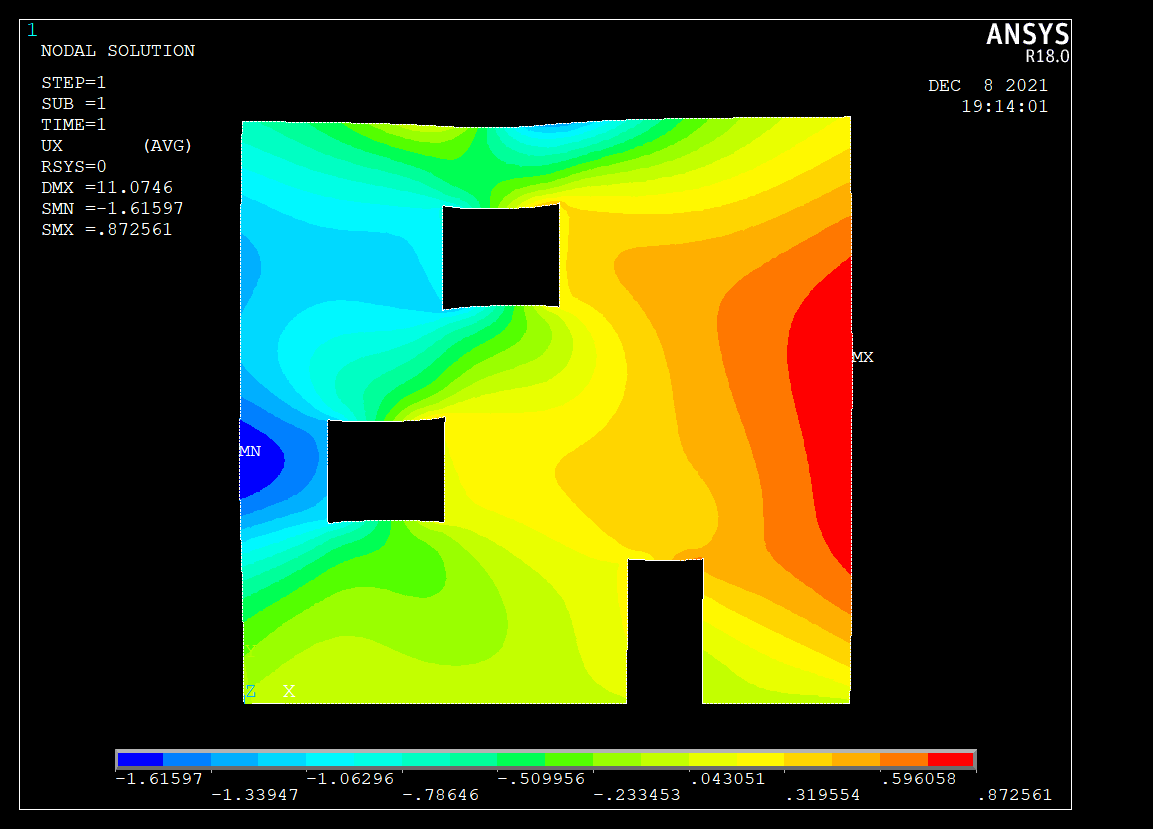 1
ANSYS
R18.0
NODAL SOLUTION
STEP=1
SUB =1
TIME=1
UX (AVG)
RSYS=0
DMX =11.0746
SMN =-1.61597
SMX =.872561
DEC 8 2021
19:14:01
MX
MN
Z X
-1.61597 -1.06296 -.509956 .043051 .596058
-1.33947 -.78646 -.233453 .319554 .872561